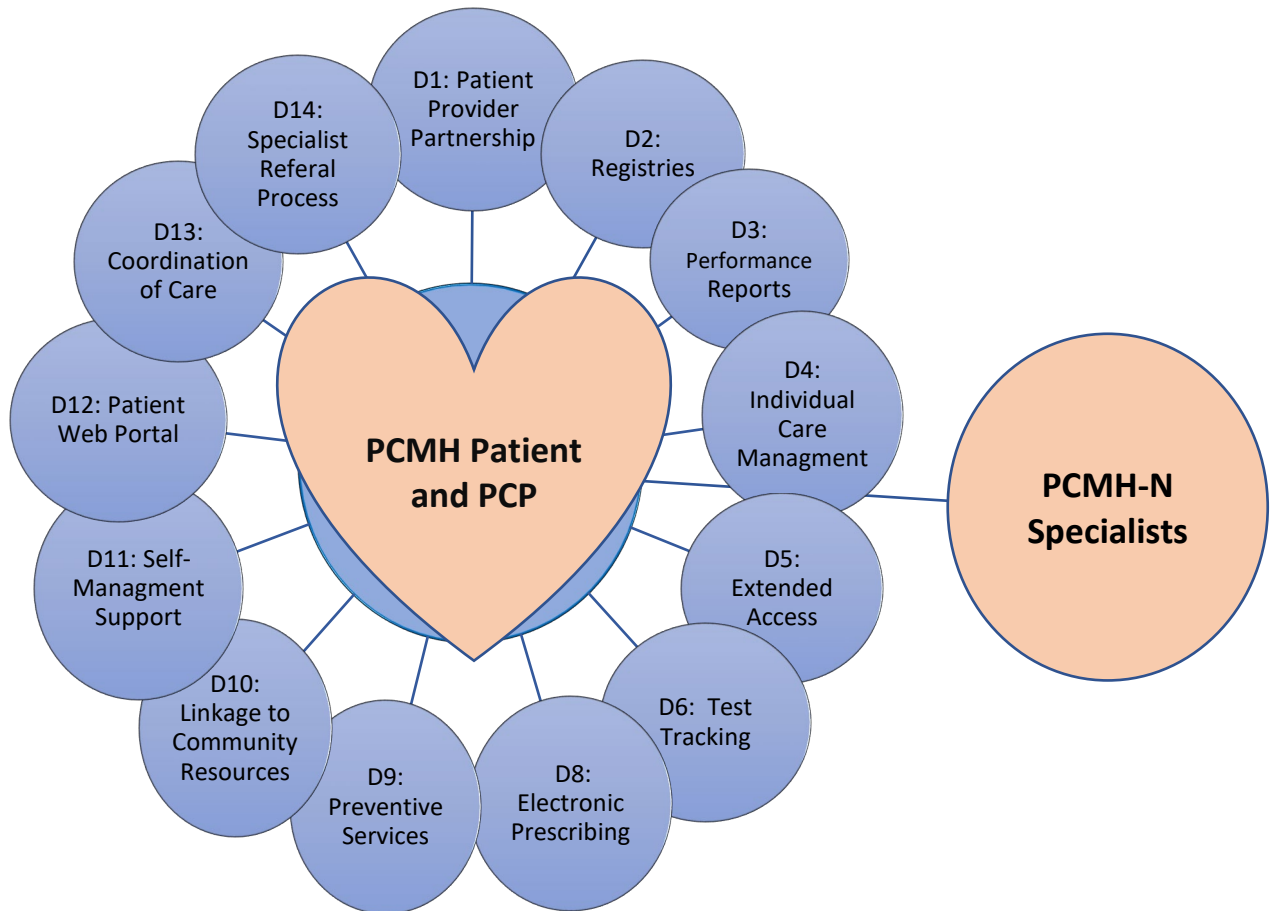 D1: Patient
Provider
Partnership
D2:
Registries
D3:
Performance
Reports
D4:
Individual
Care
Managment
D5:
Extended
Access
D6: Test
Tracking
D8:
Electronic
Prescribing
D9:
Preventive
Services
D10:
Linkage to
Community
Resources
D11: Self-
Managment
Support
D12: Patient
Web Portal
D13:
Coordination
of Care
D14:
Specialist
Referal
Process
PCMH Patient
and PCP
PCMH-N
Specialists